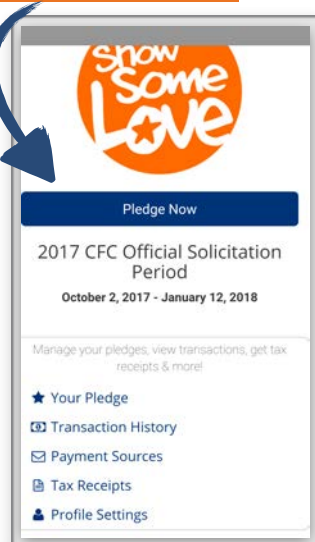 Show
Some
Love
Pledge Now
2017 CFC Official Solicitation
Period
October 2, 2017 - January 12, 2018
Manage your pledges, view transactions, get tax
receipts & more!
Your Pledge
Transaction History
Payment Sources
Tax Receipts
Profile Settings